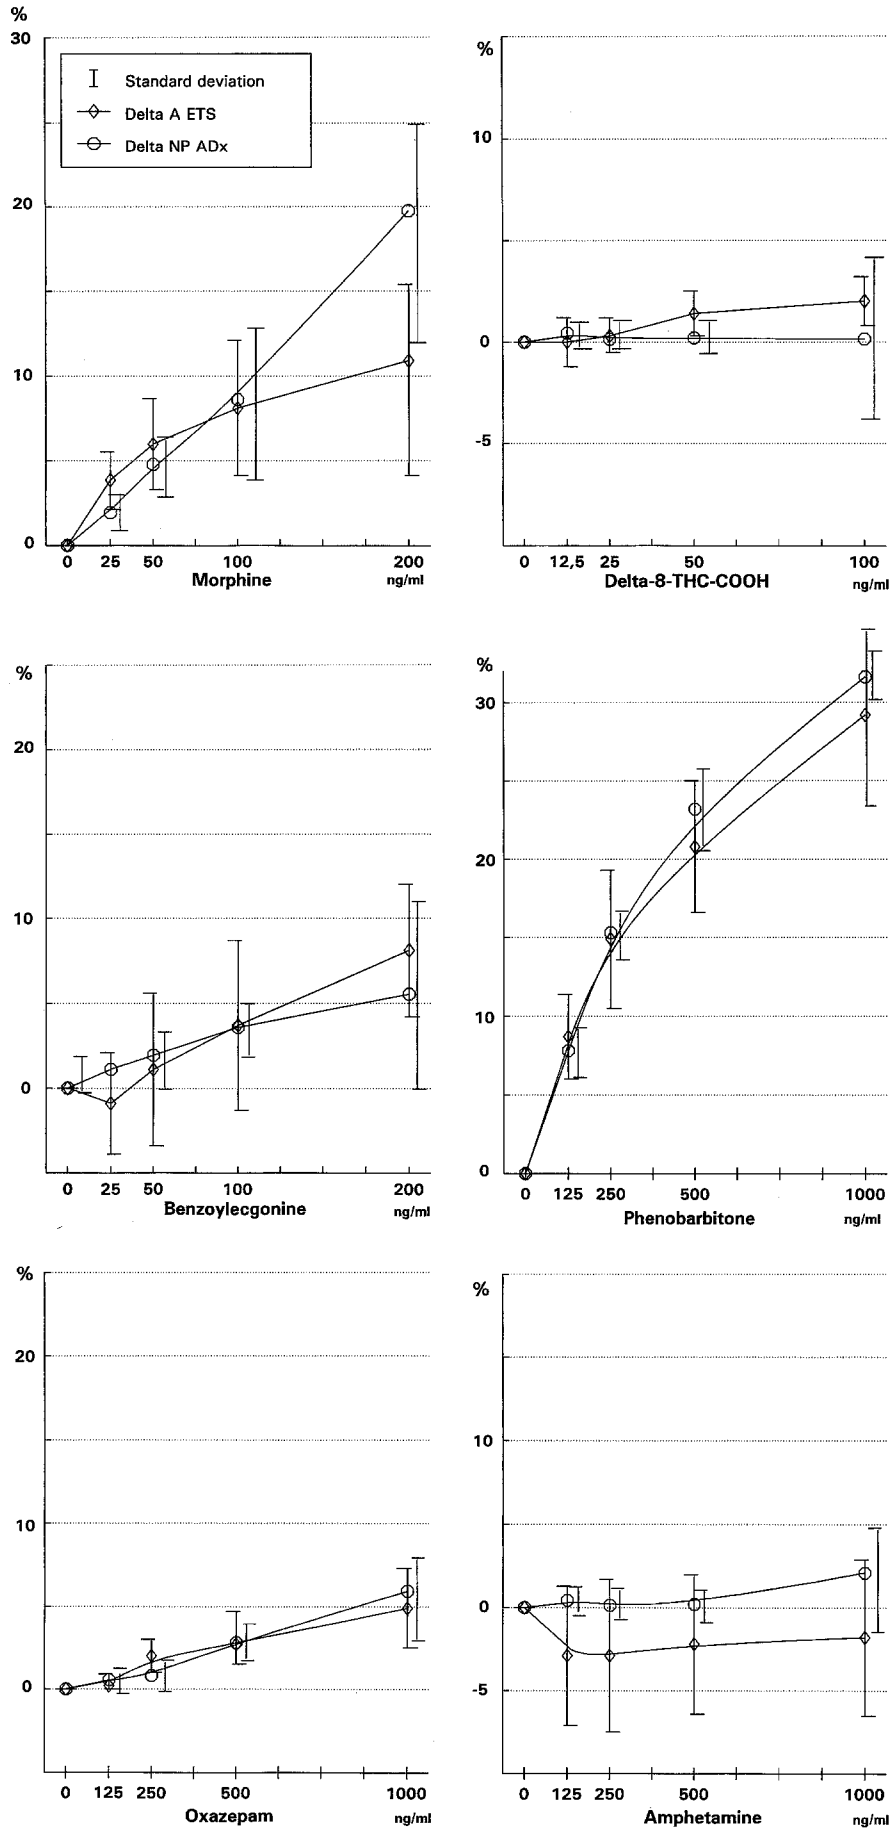 %
30
Standard deviation
Delta A ETS
Delta NP ADx
20
10
0
0 25 50 100 200
Morphine ng/ml
%
10
0
-5
0 12,5 25 50 100
Delta-8-THC-COOH ng/ml
%
20
10
0
0 25 50 100 200
Benzoylecgonine ng/ml
%
30
20
10
0
0 125 250 500 1000
Phenobarbitone ng/ml
%
20
10
0
0 125 250 500 1000
Oxazepam ng/ml
%
10
0
-5
0 125 250 500 1000
Amphetamine ng/ml